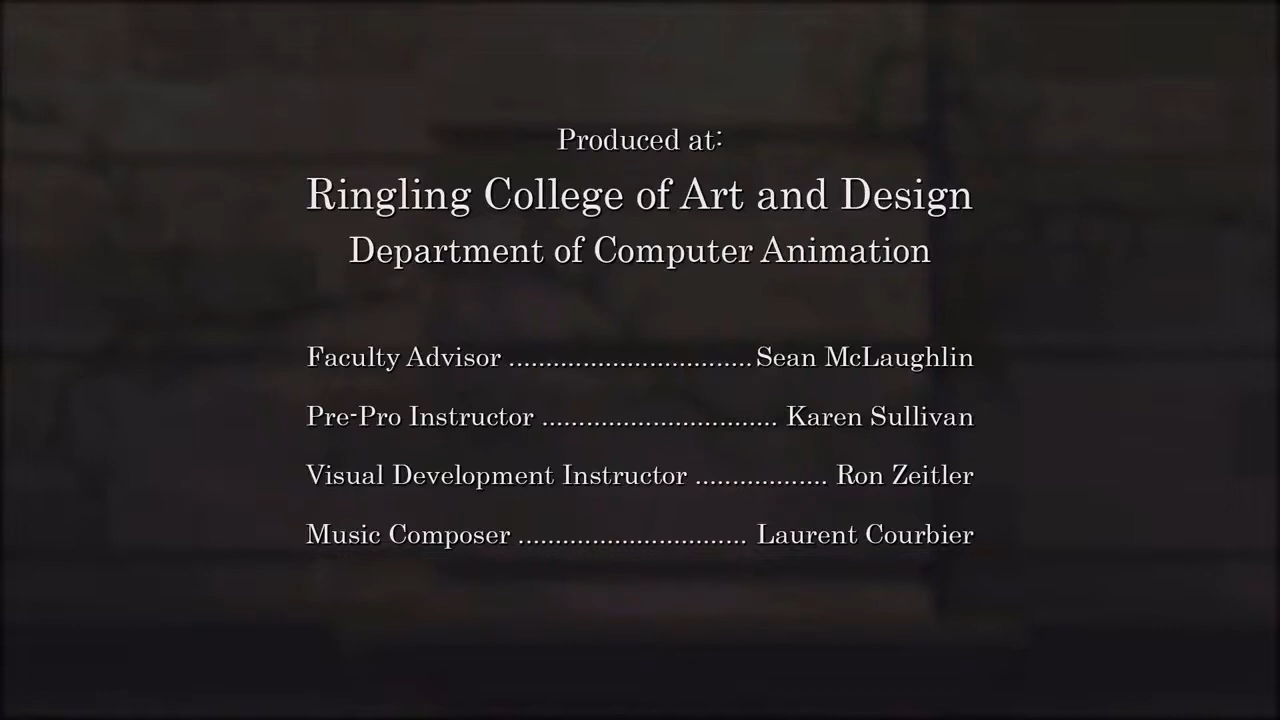 Produced at:
Ringling College of Art and Design
Department of Computer Animation
Faculty Advisor ................................. Sean McLaughlin
Pre-Pro Instructor ................................ Karen Sullivan
Visual Development Instructor .................. Ron Zeitler
Music Composer ............................... Laurent Courbier